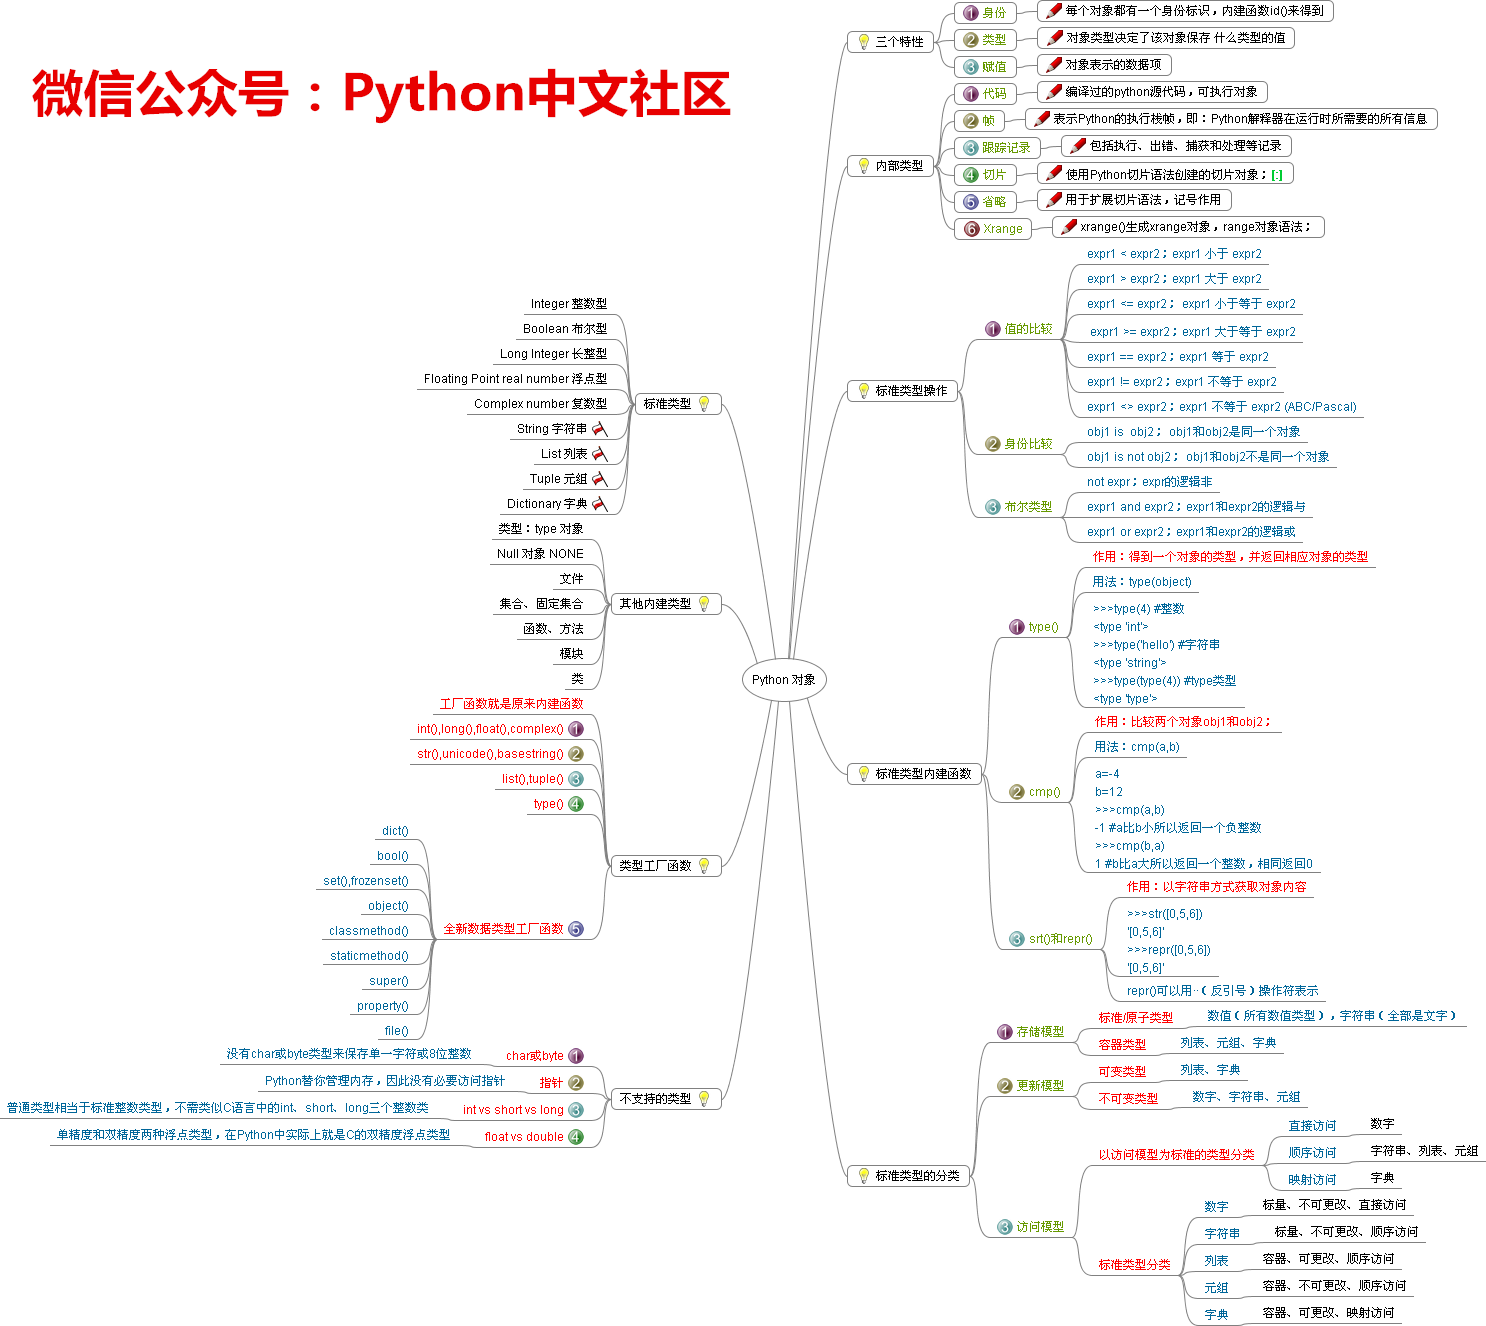 微信公众号：Python中文社区
Python 对象
三个特性
1 身份
每个对象都有一个身份标识，内建函数id()来得到
2 类型
对象类型决定了该对象保存 什么类型的值
3 赋值
对象表示的数据项
内部类型
1 代码
编译过的python源代码，可执行对象
2 帧
表示Python的执行栈帧，即：Python解释器在运行时所需要的所有信息
3 跟踪记录
包括执行、出错、捕获和处理等记录
4 切片
使用Python切片语法创建的切片对象；[:]
5 省略
用于扩展切片语法，记号作用
6 Xrange
xrange()生成xrange对象，range对象语法；
标准类型操作
1 值的比较
expr1 < expr2；expr1 小于 expr2
expr1 > expr2；expr1 大于 expr2
expr1 <= expr2； expr1 小于等于 expr2
expr1 >= expr2；expr1 大于等于 expr2
expr1 == expr2；expr1 等于 expr2
expr1 != expr2；expr1 不等于 expr2
expr1 <> expr2；expr1 不等于 expr2 (ABC/Pascal)
2 身份比较
obj1 is  obj2； obj1和obj2是同一个对象
obj1 is not obj2； obj1和obj2不是同一个对象
3 布尔类型
not expr；expr的逻辑非
expr1 and expr2；expr1和expr2的逻辑与
expr1 or expr2；expr1和expr2的逻辑或
标准类型内建函数
1 type()
作用：得到一个对象的类型，并返回相应对象的类型
用法：type(object)
>>>type(4) #整数
<type 'int'>
>>>type('hello') #字符串
<type 'string'>
>>>type(type(4)) #type类型
<type 'type'>
2 cmp()
作用：比较两个对象obj1和obj2；
用法：cmp(a,b)
a=-4
b=12
>>>cmp(a,b)
-1 #a比b小所以返回一个负整数
>>>cmp(b,a)
1 #b比a大所以返回一个整数，相同返回0
3 srt()和repr()
作用：以字符串方式获取对象内容
>>>str([0,5,6])
'[0,5,6]'
>>>repr([0,5,6])
'[0,5,6]'
repr()可以用``（反引号）操作符表示
标准类型的分类
1 存储模型
标准/原子类型
数值（所有数值类型），字符串（全部是文字）
容器类型
列表、元组、字典
2 更新模型
可变类型
列表、字典
不可变类型
数字、字符串、元组
3 访问模型
以访问模型为标准的类型分类
直接访问
数字
顺序访问
字符串、列表、元组
映射访问
字典
标准类型分类
数字
标量、不可更改、直接访问
字符串
标量、不可更改、顺序访问
列表
容器、可更改、顺序访问
元组
容器、不可更改、顺序访问
字典
容器、可更改、映射访问
标准类型
Integer 整数型
Boolean 布尔型
Long Integer 长整型
Floating Point real number 浮点型
Complex number 复数型
String 字符串
List 列表
Tuple 元组
Dictionary 字典
其他内建类型
类型：type 对象
Null 对象 NONE
文件
集合、固定集合
函数、方法
模块
类
类型工厂函数
工厂函数就是原来内建函数
int(),long(),float(),complex() 1
str(),unicode(),basestring() 2
list(),tuple() 3
type() 4
全新数据类型工厂函数 5
dict()
bool()
set(),frozenset()
object()
classmethod()
staticmethod()
super()
property()
file()
不支持的类型
char或byte 1
没有char或byte类型来保存单一字符或8位整数
指针 2
Python替你管理内存，因此没有必要访问指针
int vs short vs long 3
普通类型相当于标准整数类型，不需类似C语言中的int、short、long三个整数类
float vs double 4
单精度和双精度两种浮点类型，在Python中实际上就是C的双精度浮点类型